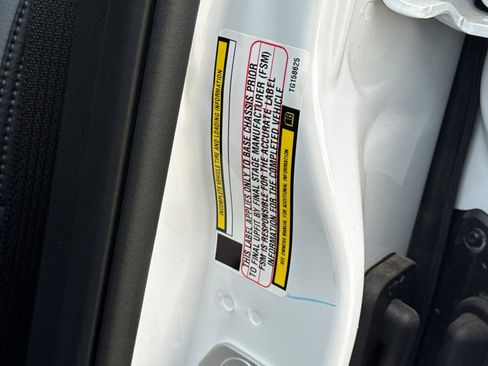 INCOMPLETE VEHICLE TIRE AND LOADING INFORMATION
THIS LABEL APPLIES ONLY TO BASE CHASSIS PRIOR
TO FINAL UPFIT BY FINAL STAGE MANUFACTURER (FSM)
FSM IS RESPONSIBLE FOR THE ACCURATE LABEL
INFORMATION FOR THE COMPLETED VEHICLE
SEE OWNERS MANUAL FOR ADDITIONAL INFORMATION
TG158625